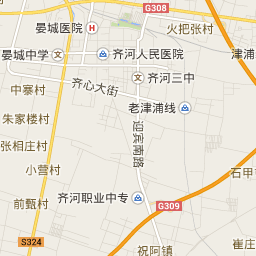 G308
晏城医院
火把张村
晏城中学
齐河人民医院
津浦
齐河三中
中寨村
齐心大街
老津浦线
朱家楼村
迎宾南路
张相庄村
小营村
石甲
齐河职业中专
前甄村
G309
S324
祝阿镇
崔庄